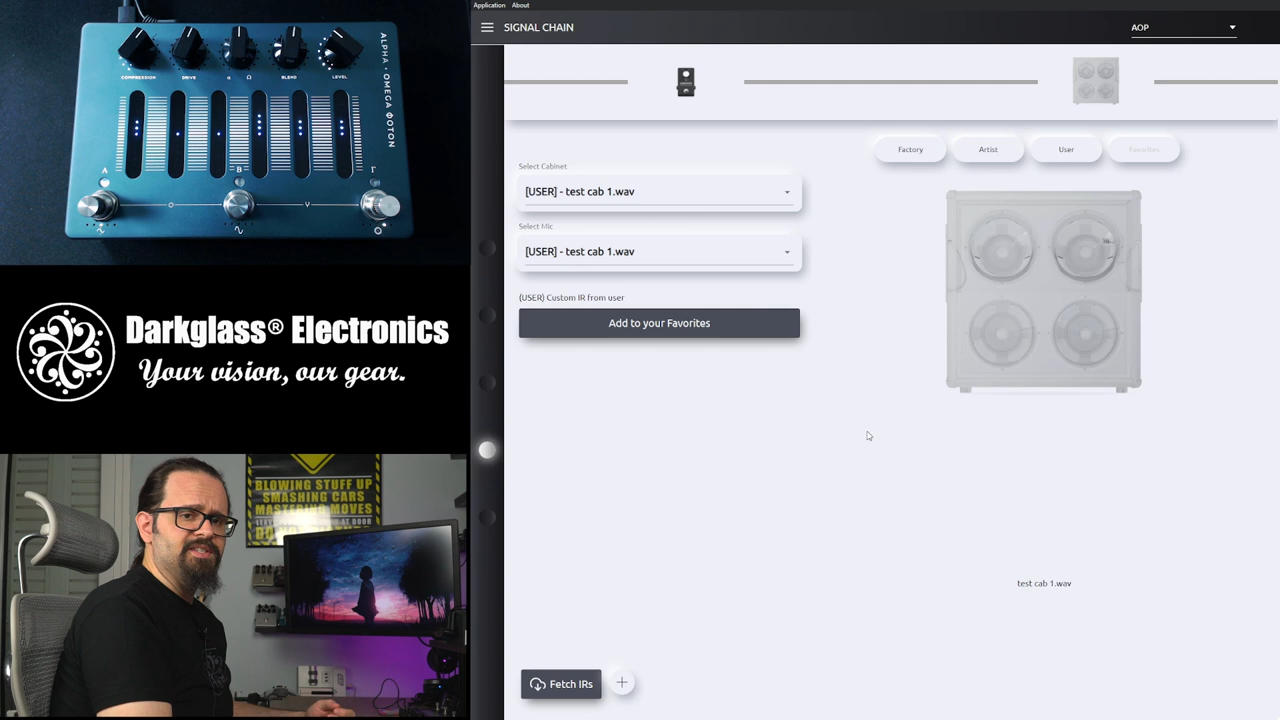 COMPRESSION DRIVE α Ω BLEND LEVEL
ALPHA · OMEGA ФOTON
A B Γ
Darkglass® Electronics
Your vision, our gear.
BLOWING STUFF UP
SMASHING CARS
MASTERING MOVES
Application About
SIGNAL CHAIN
AOP
Factory Artist User Favorites
Select Cabinet
[USER] - test cab 1.wav
Select Mic
[USER] - test cab 1.wav
(USER) Custom IR from user
Add to your Favorites
test cab 1.wav
Fetch IRs